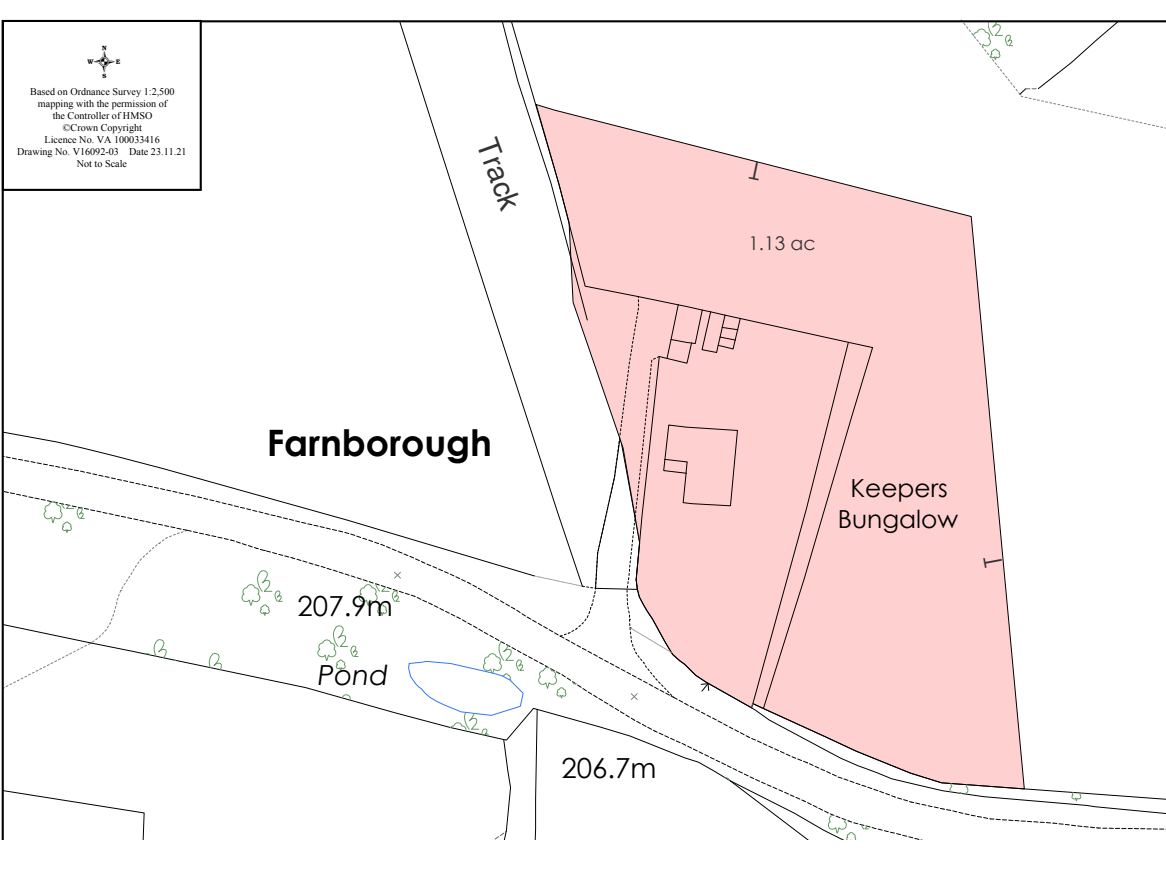 N
W E
S
Based on Ordnance Survey 1:2,500
mapping with the permission of
the Controller of HMSO
©Crown Copyright
Licence No. VA 100033416
Drawing No. V16092-03 Date 23.11.21
Not to Scale
Track
1.13 ac
Farnborough
Keepers
Bungalow
207.9m
Pond
206.7m